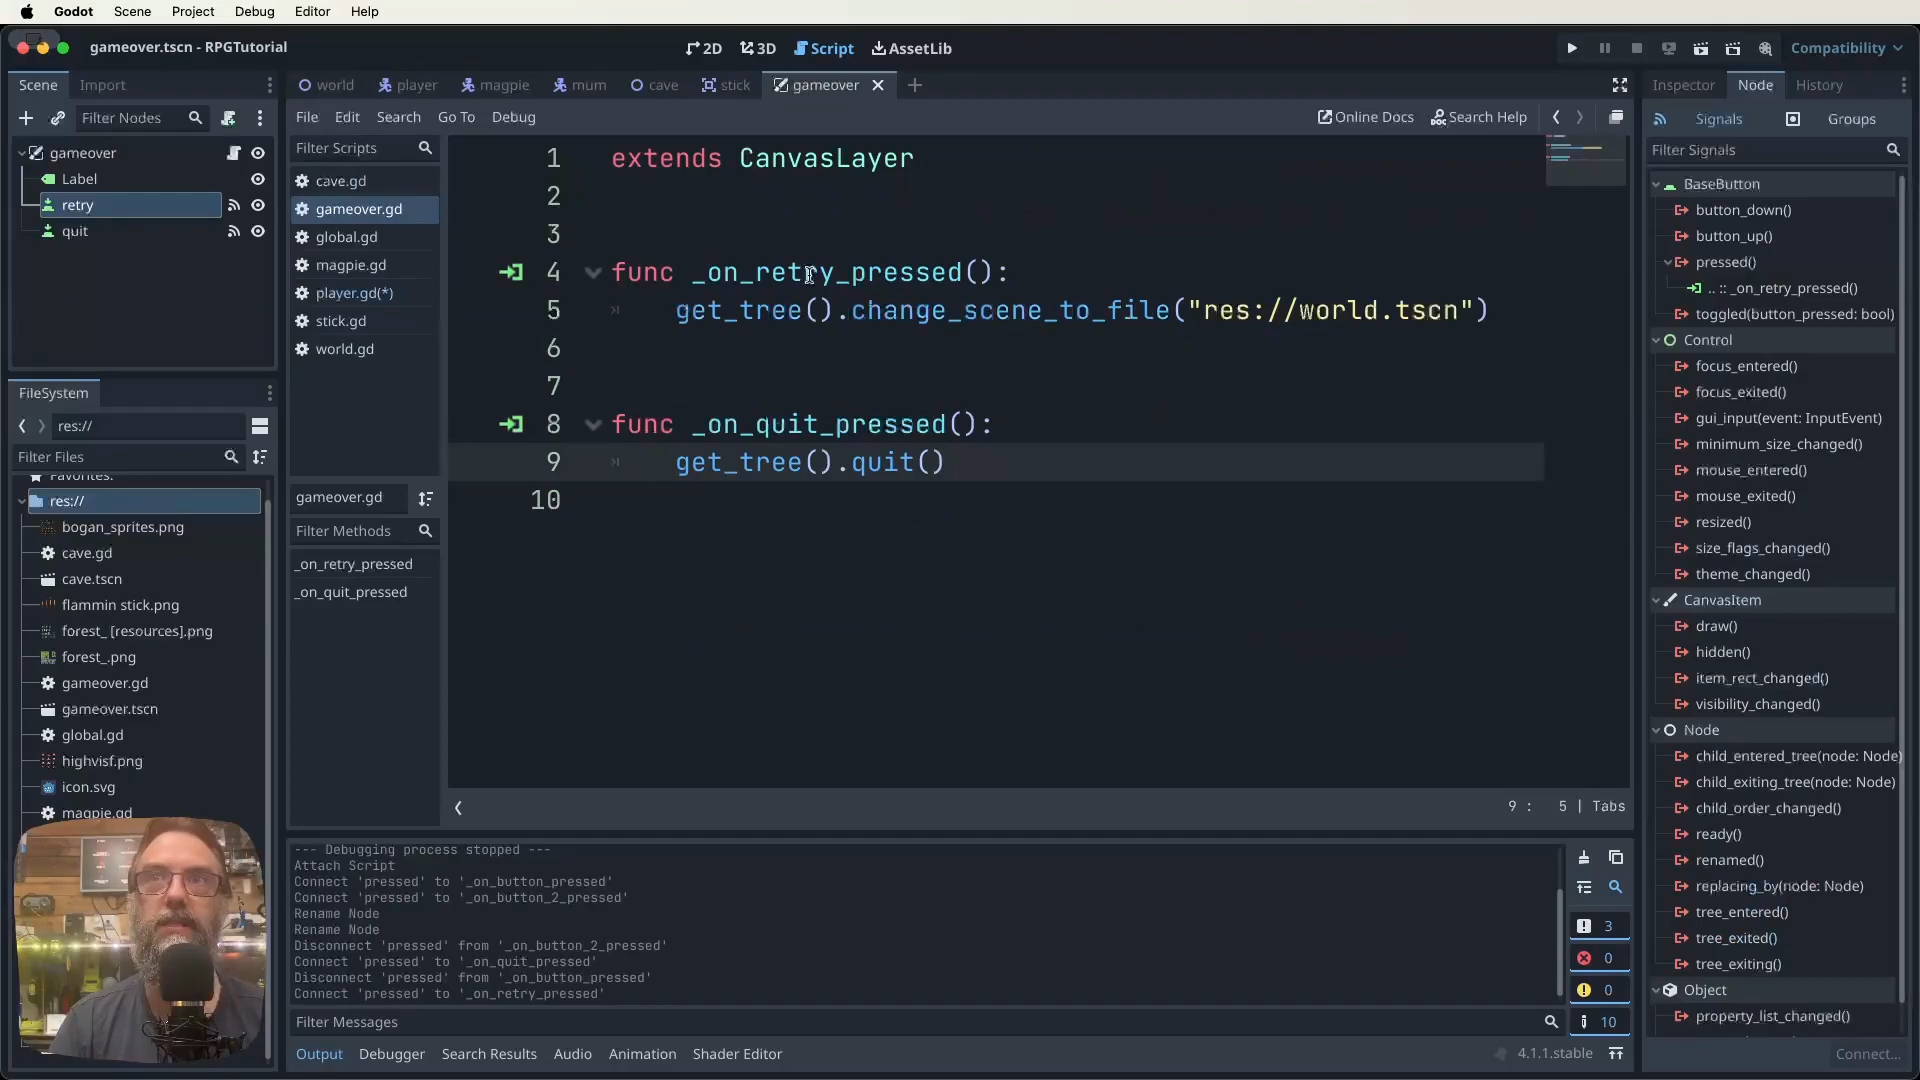 Godot Scene Project Debug Editor Help
gameover.tscn - RPGTutorial
2D 3D Script AssetLib
Compatibility
Scene Import
Filter Nodes
gameover
Label
retry
quit
FileSystem
res://
Filter Files
Favorites:
res://
bogan_sprites.png
cave.gd
cave.tscn
flammin stick.png
forest_ [resources].png
forest_.png
gameover.gd
gameover.tscn
global.gd
highvisf.png
icon.svg
magpie.gd
world player magpie mum cave stick gameover
File Edit Search Go To Debug
Online Docs Search Help
Filter Scripts
cave.gd
gameover.gd
global.gd
magpie.gd
player.gd(*)
stick.gd
world.gd
gameover.gd
Filter Methods
_on_retry_pressed
_on_quit_pressed
1 extends CanvasLayer
2
3
4 func _on_retry_pressed():
5 get_tree().change_scene_to_file("res://world.tscn")
6
7
8 func _on_quit_pressed():
9 get_tree().quit()
10
9 : 5 | Tabs
--- Debugging process stopped ---
Attach Script
Connect 'pressed' to '_on_button_pressed'
Connect 'pressed' to '_on_button_2_pressed'
Rename Node
Rename Node
Disconnect 'pressed' from '_on_button_2_pressed'
Connect 'pressed' to '_on_quit_pressed'
Disconnect 'pressed' from '_on_button_pressed'
Connect 'pressed' to '_on_retry_pressed'
3
0
0
10
Filter Messages
Output Debugger Search Results Audio Animation Shader Editor
4.1.1.stable
Inspector Node History
Signals Groups
Filter Signals
BaseButton
button_down()
button_up()
pressed()
.. :: _on_retry_pressed()
toggled(button_pressed: bool)
Control
focus_entered()
focus_exited()
gui_input(event: InputEvent)
minimum_size_changed()
mouse_entered()
mouse_exited()
resized()
size_flags_changed()
theme_changed()
CanvasItem
draw()
hidden()
item_rect_changed()
visibility_changed()
Node
child_entered_tree(node: Node)
child_exiting_tree(node: Node)
child_order_changed()
ready()
renamed()
replacing_by(node: Node)
tree_entered()
tree_exited()
tree_exiting()
Object
property_list_changed()
Connect...